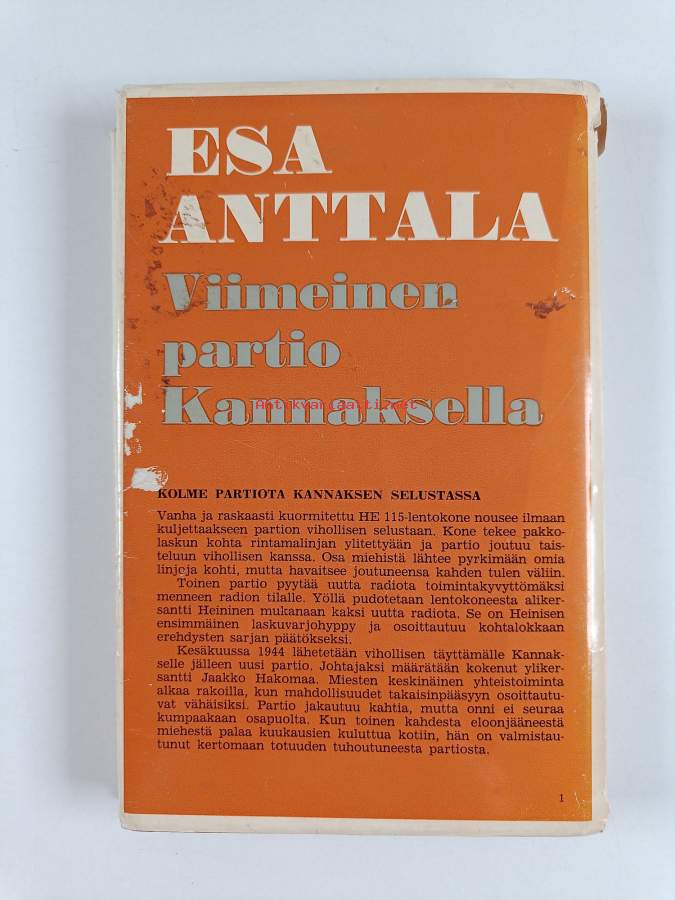 ESA
ANTTALA
Viimeinen
partio
Kannaksella
Antikvariaatti.net
KOLME PARTIOTA KANNAKSEN SELUSTASSA
Vanha ja raskaasti kuormitettu HE 115-lentokone nousee ilmaan
kuljettaakseen partion vihollisen selustaan. Kone tekee pakko-
laskun kohta rintamalinjan ylitettyään ja partio joutuu tais-
teluun vihollisen kanssa. Osa miehistä lähtee pyrkimään omia
linjoja kohti, mutta havaitsee joutuneensa kahden tulen väliin.
Toinen partio pyytää uutta radiota toimintakyvyttömäksi
menneen radion tilalle. Yöllä pudotetaan lentokoneesta aliker-
santti Heininen mukanaan kaksi uutta radiota. Se on Heinisen
ensimmäinen laskuvarjohyppy ja osoittautuu kohtalokkaan
erehdysten sarjan päätökseksi.
Kesäkuussa 1944 lähetetään vihollisen täyttämälle Kannak-
selle jälleen uusi partio. Johtajaksi määrätään kokenut yliker-
santti Jaakko Hakomaa. Miesten keskinäinen yhteistoiminta
alkaa rakoilla, kun mahdollisuudet takaisinpääsyyn osoittautu-
vat vähäisiksi. Partio jakautuu kahtia, mutta onni ei seuraa
kumpaakaan osapuolta. Kun toinen kahdesta eloonjääneestä
miehestä palaa kuukausien kuluttua kotiin, hän on valmistau-
tunut kertomaan totuuden tuhoutuneesta partiosta.
1